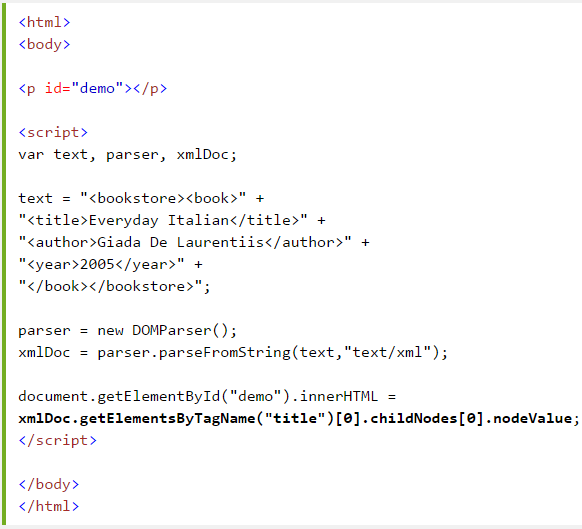 <html>
<body>
<p id="demo"></p>
<script>
var text, parser, xmlDoc;
text = "<bookstore><book>" +
"<title>Everyday Italian</title>" +
"<author>Giada De Laurentiis</author>" +
"<year>2005</year>" +
"</book></bookstore>";
parser = new DOMParser();
xmlDoc = parser.parseFromString(text,"text/xml");
document.getElementById("demo").innerHTML =
xmlDoc.getElementsByTagName("title")[0].childNodes[0].nodeValue;
</script>
</body>
</html>